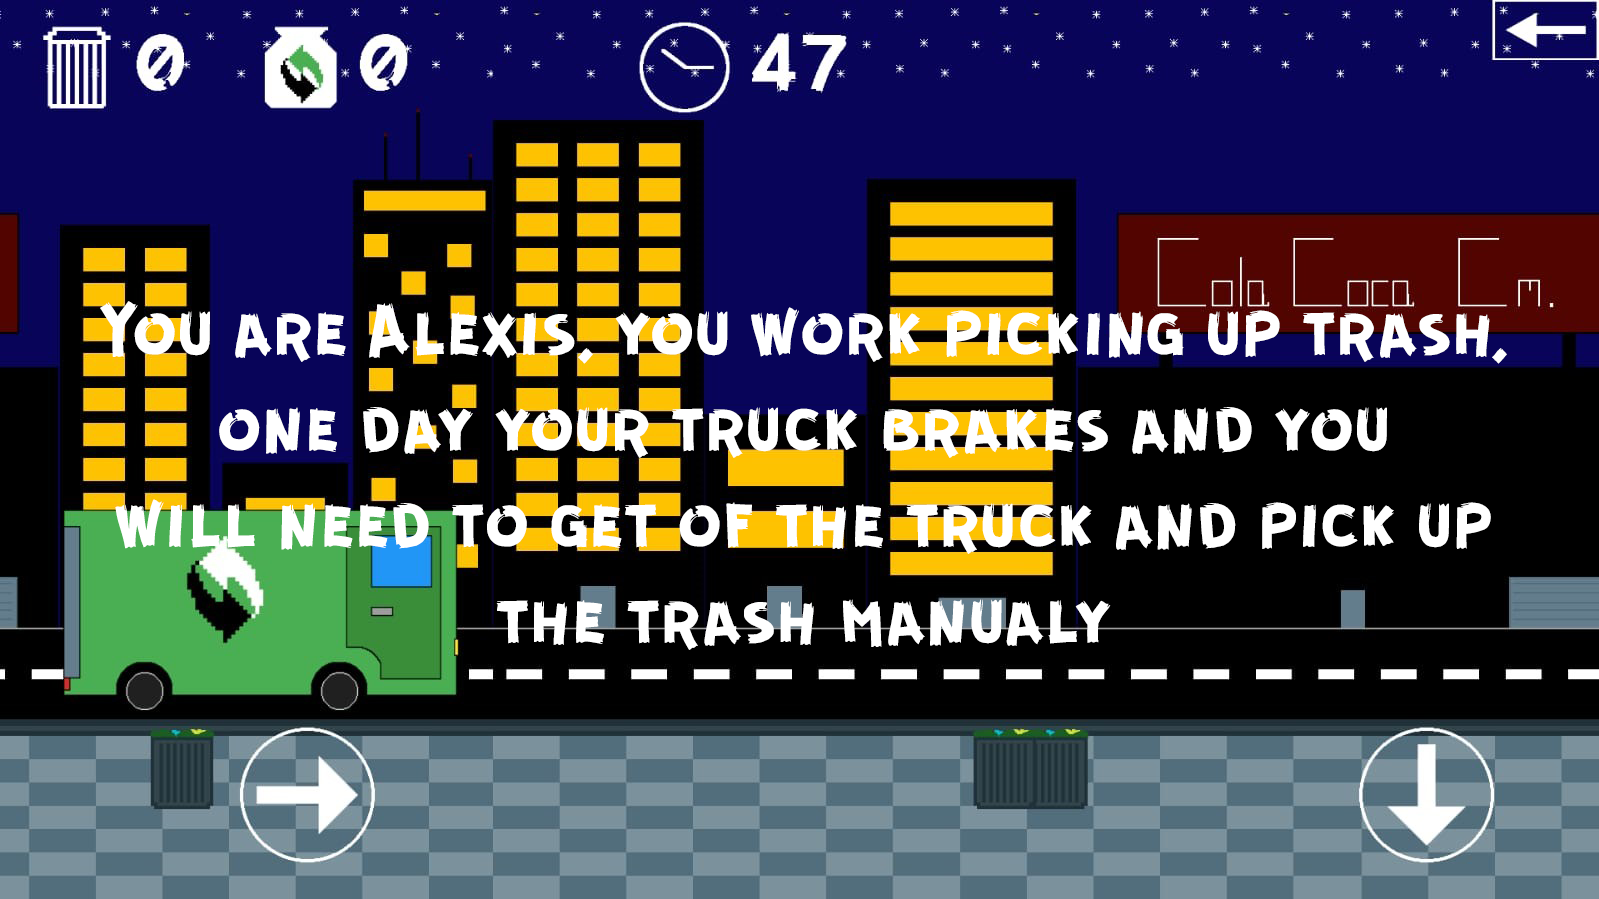 0 0 47
Cola Coca Cm.
You are Alexis, you work picking up trash,
one day your truck brakes and you
will need to get of the truck and pick up
the trash manualy